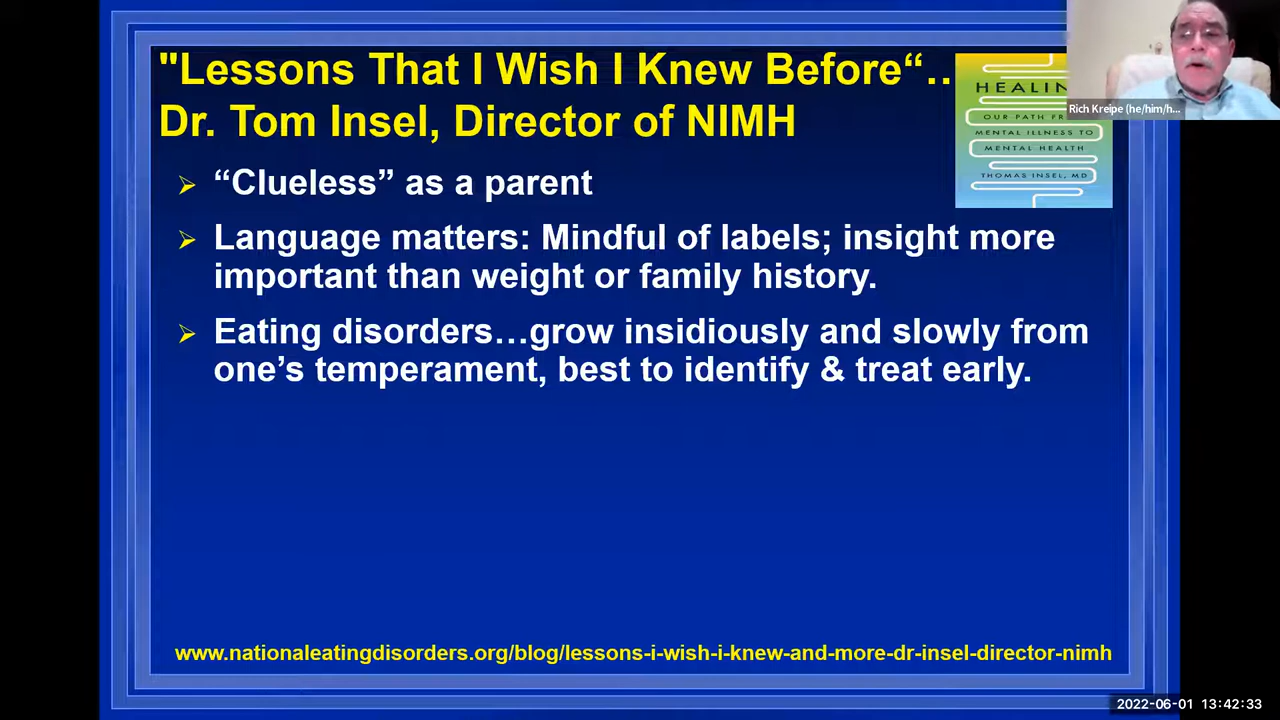 "Lessons That I Wish I Knew Before“..
Dr. Tom Insel, Director of NIMH
HEALIN
OUR PATH FR
MENTAL ILLNESS TO
MENTAL HEALTH
THOMAS INSEL, MD
Rich Kreipe (he/him/h...
➢ “Clueless” as a parent
➢ Language matters: Mindful of labels; insight more
important than weight or family history.
➢ Eating disorders…grow insidiously and slowly from
one’s temperament, best to identify & treat early.
www.nationaleatingdisorders.org/blog/lessons-i-wish-i-knew-and-more-dr-insel-director-nimh
2022-06-01 13:42:33